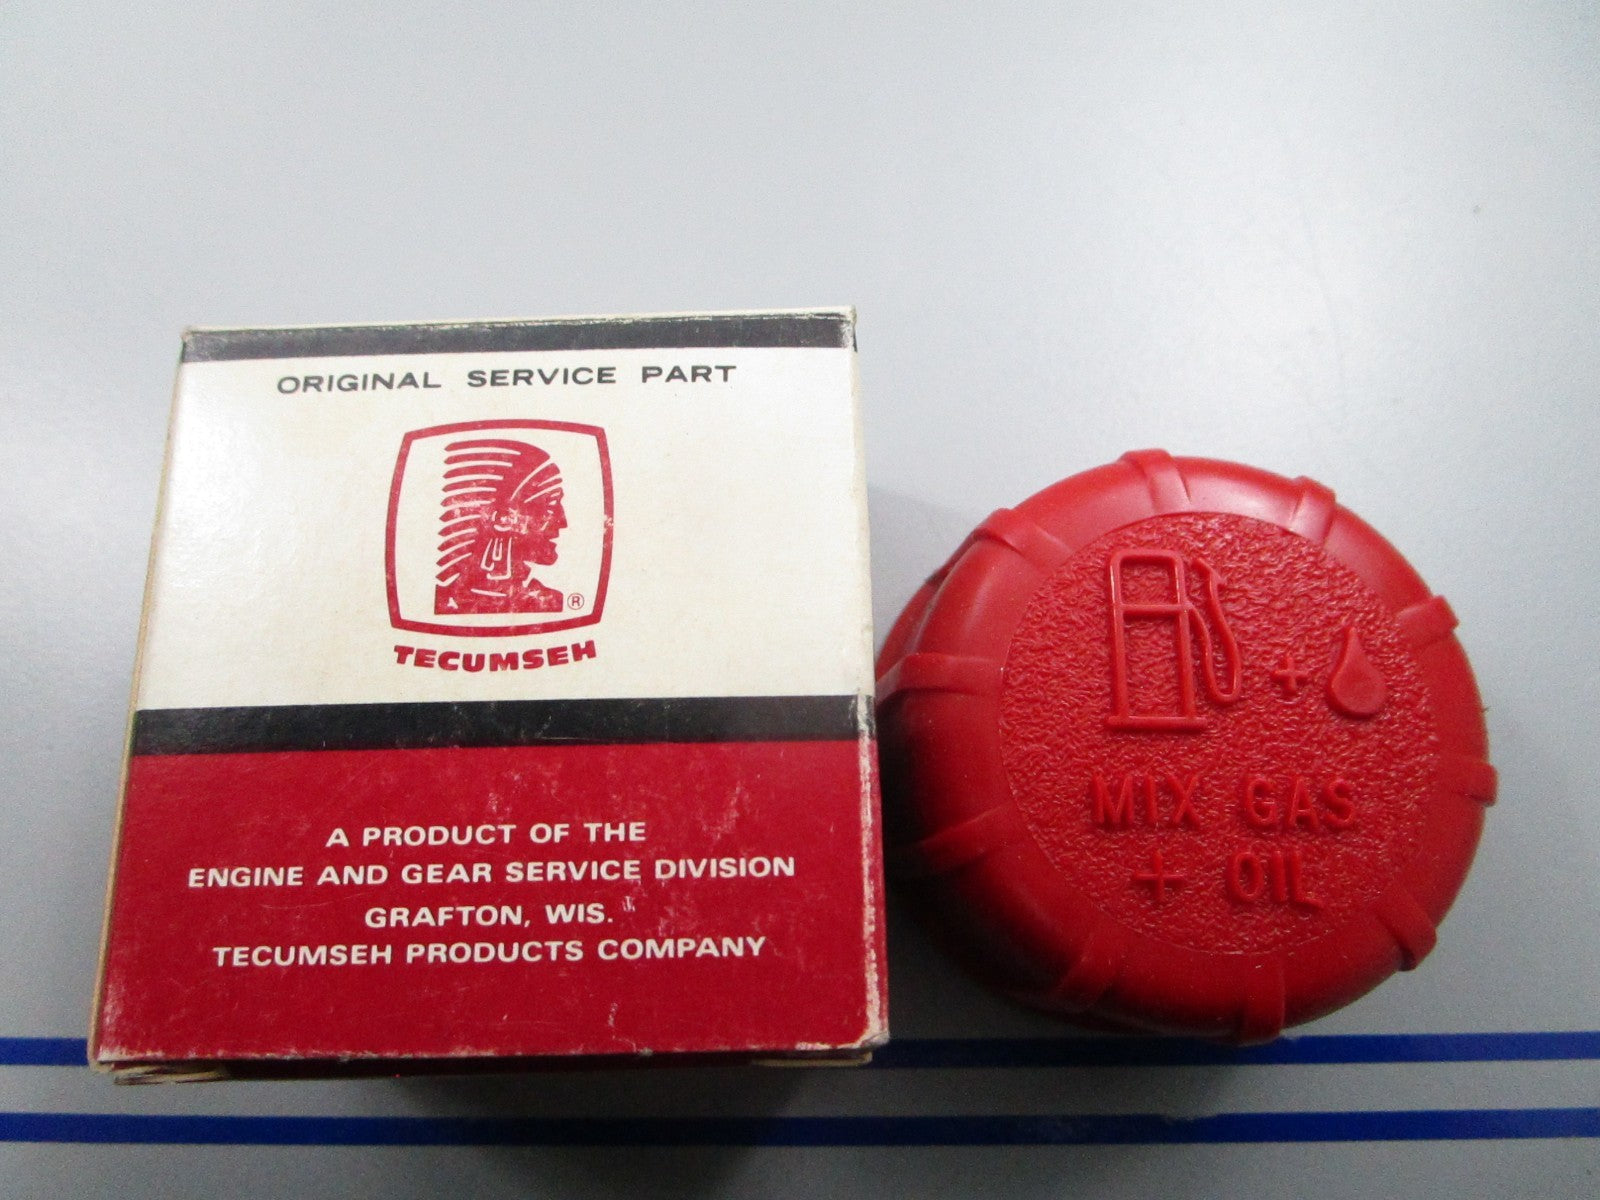 ORIGINAL SERVICE PART
®
TECUMSEH
A PRODUCT OF THE
ENGINE AND GEAR SERVICE DIVISION
GRAFTON, WIS.
TECUMSEH PRODUCTS COMPANY
+
MIX GAS
+ OIL